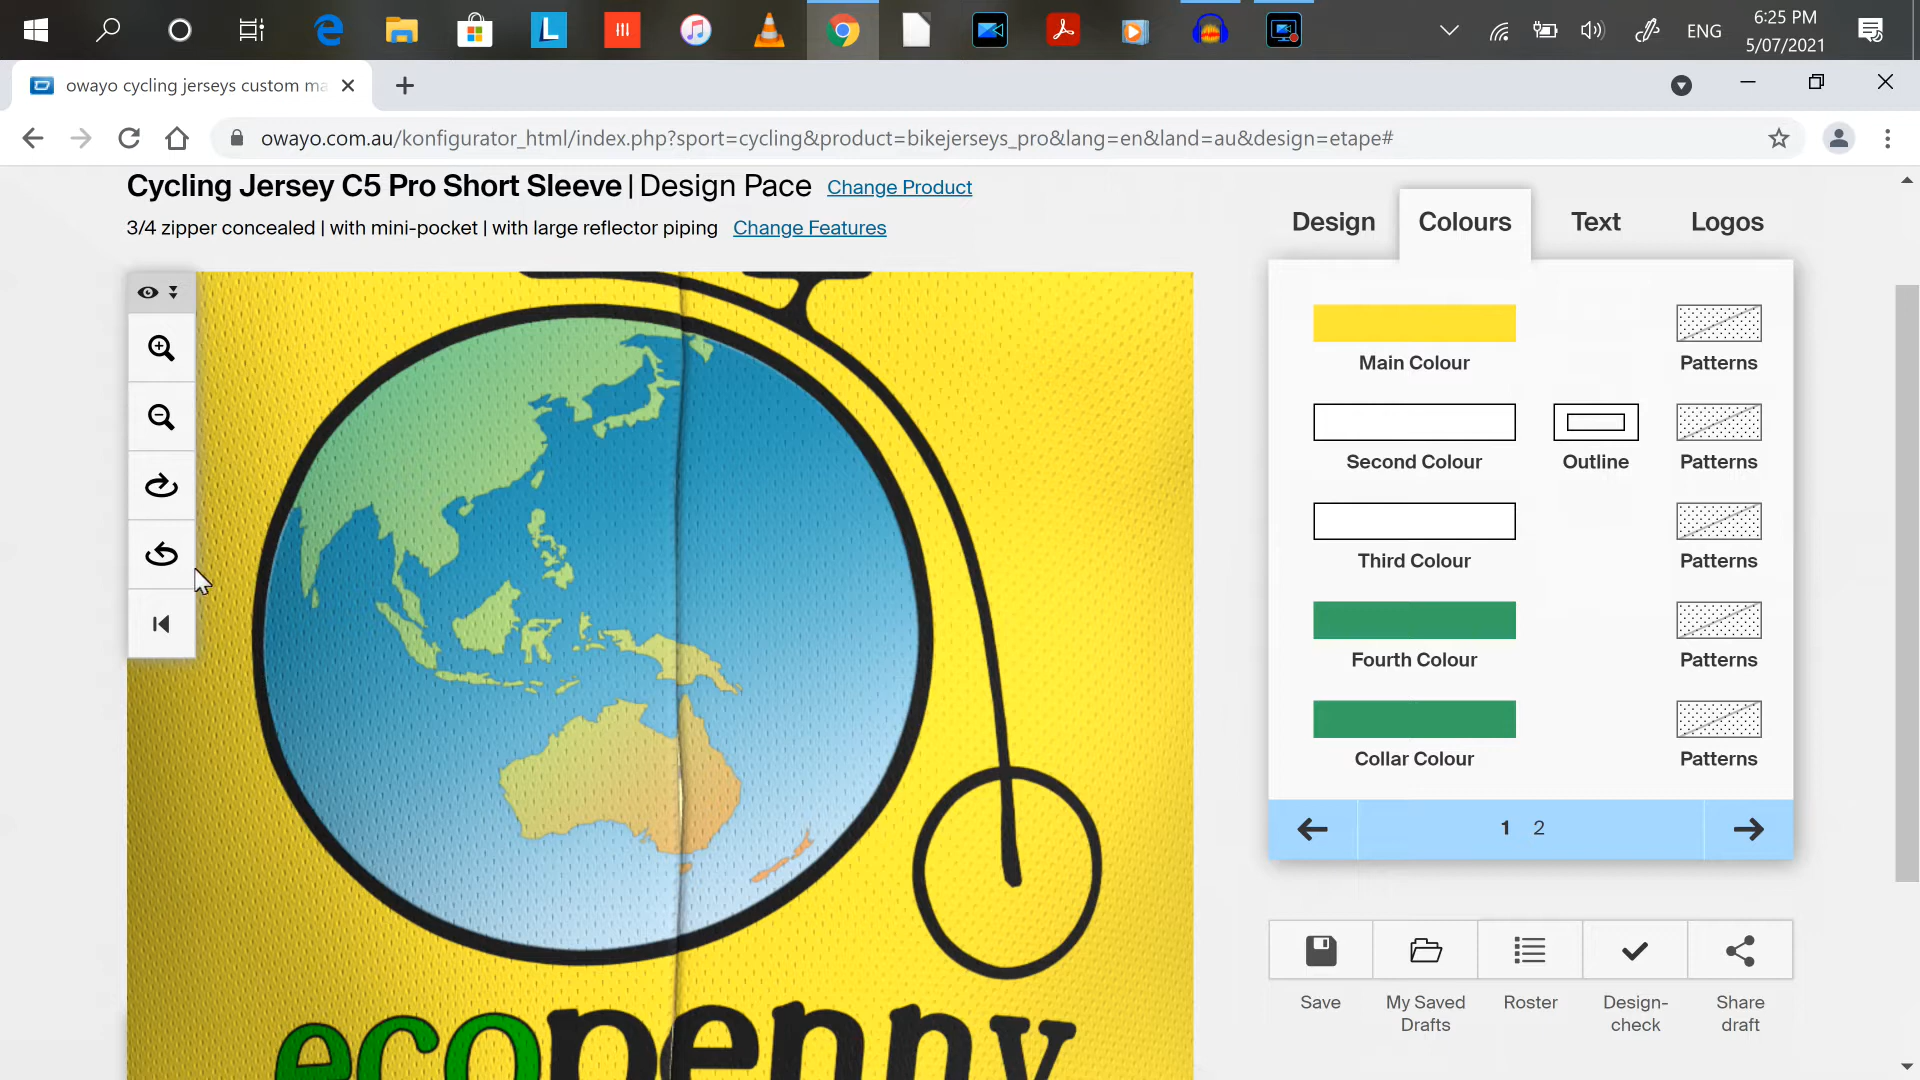 ENG
6:25 PM
5/07/2021
owayo cycling jerseys custom ma
owayo.com.au/konfigurator_html/index.php?sport=cycling&product=bikejerseys_pro&lang=en&land=au&design=etape#
Cycling Jersey C5 Pro Short Sleeve | Design Pace Change Product
3/4 zipper concealed | with mini-pocket | with large reflector piping Change Features
Design
Colours
Text
Logos
Main Colour
Patterns
Second Colour
Outline
Patterns
Third Colour
Patterns
Fourth Colour
Patterns
Collar Colour
Patterns
1 2
Save
My Saved
Drafts
Roster
Design-
check
Share
draft
ecopenny